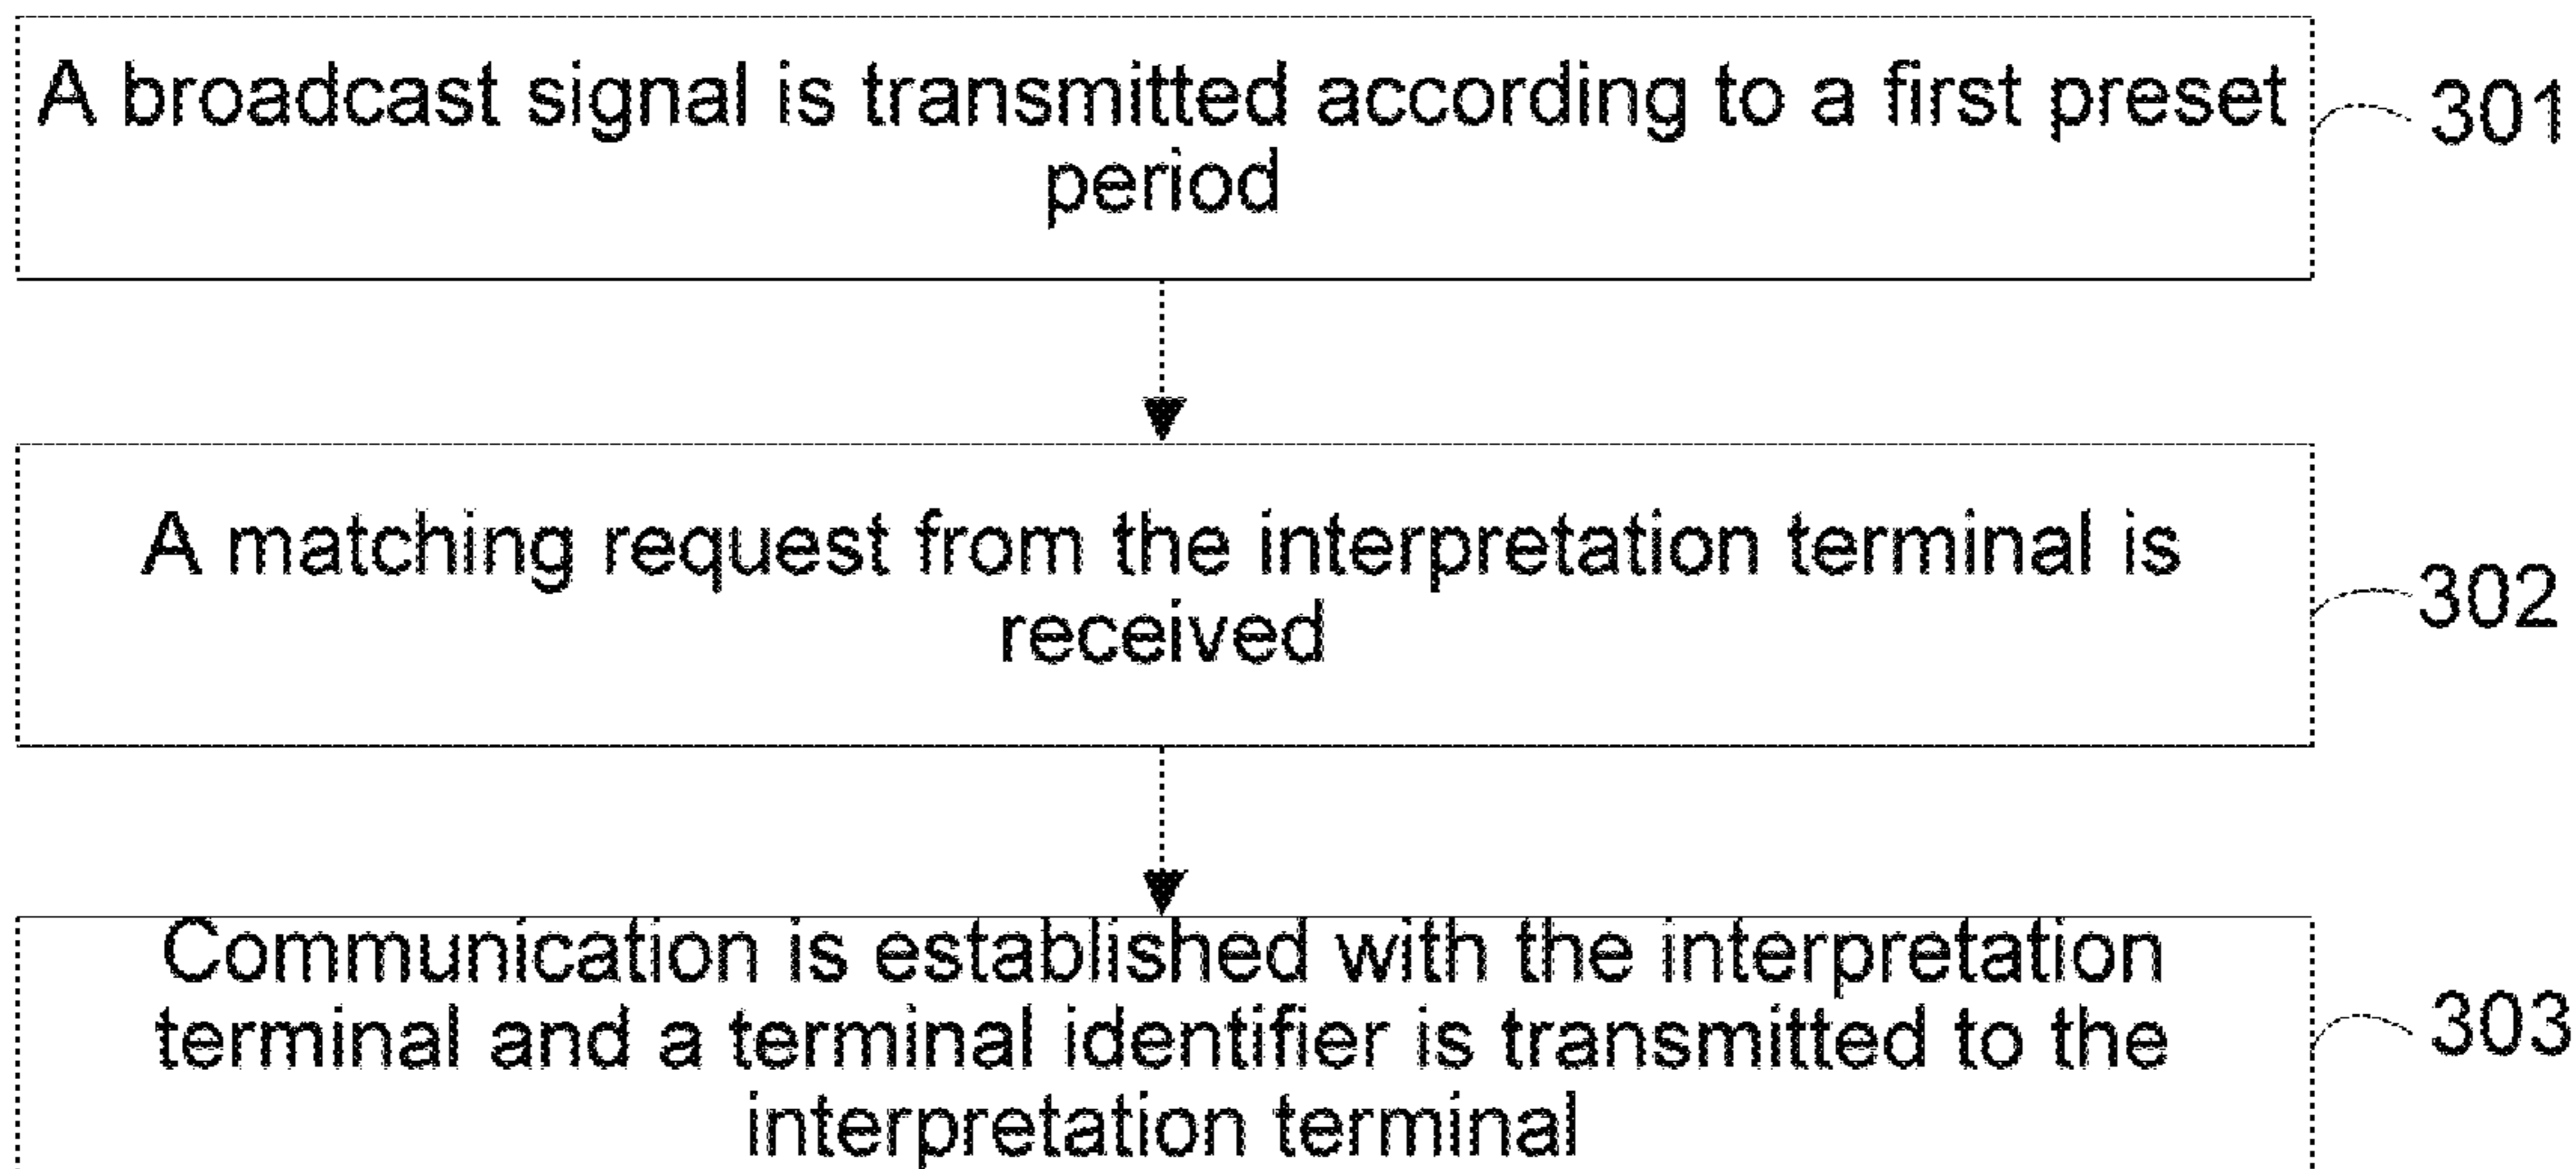 A broadcast signal is transmitted according to a first preset
period
301
A matching request from the interpretation terminal is
received
302
Communication is established with the interpretation
terminal and a terminal identifier is transmitted to the
interpretation terminal
303